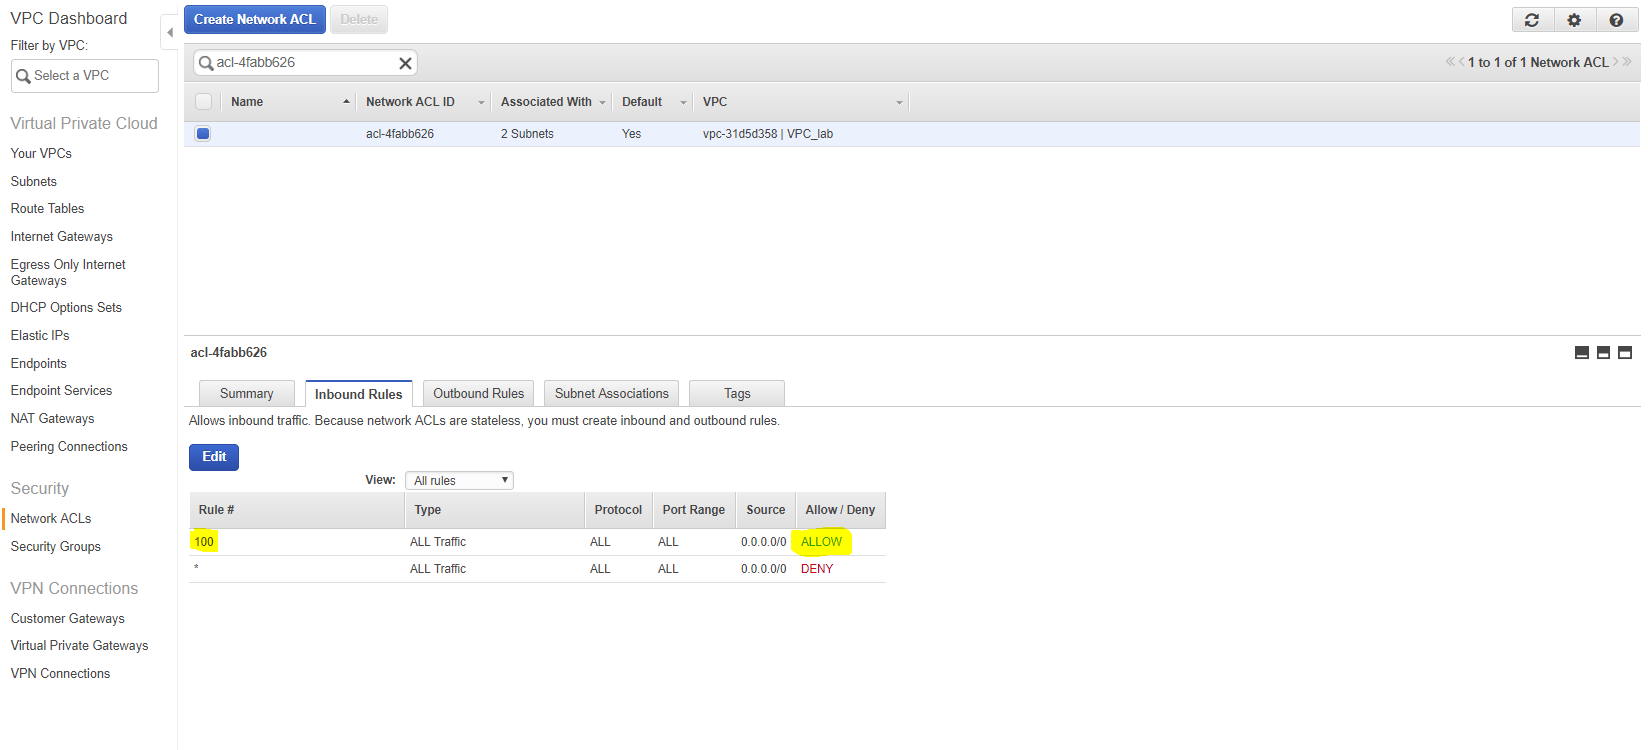 VPC Dashboard
Filter by VPC:
Select a VPC
Virtual Private Cloud
Your VPCs
Subnets
Route Tables
Internet Gateways
Egress Only Internet
Gateways
DHCP Options Sets
Elastic IPs
Endpoints
Endpoint Services
NAT Gateways
Peering Connections
Security
Network ACLs
Security Groups
VPN Connections
Customer Gateways
Virtual Private Gateways
VPN Connections
Create Network ACL Delete
acl-4fabb626 1 to 1 of 1 Network ACL
Name Network ACL ID Associated With Default VPC
acl-4fabb626 2 Subnets Yes vpc-31d5d358 | VPC_lab
acl-4fabb626
Summary Inbound Rules Outbound Rules Subnet Associations Tags
Allows inbound traffic. Because network ACLs are stateless, you must create inbound and outbound rules.
Edit
View: All rules
Rule # Type Protocol Port Range Source Allow / Deny
100 ALL Traffic ALL ALL 0.0.0.0/0 ALLOW
* ALL Traffic ALL ALL 0.0.0.0/0 DENY